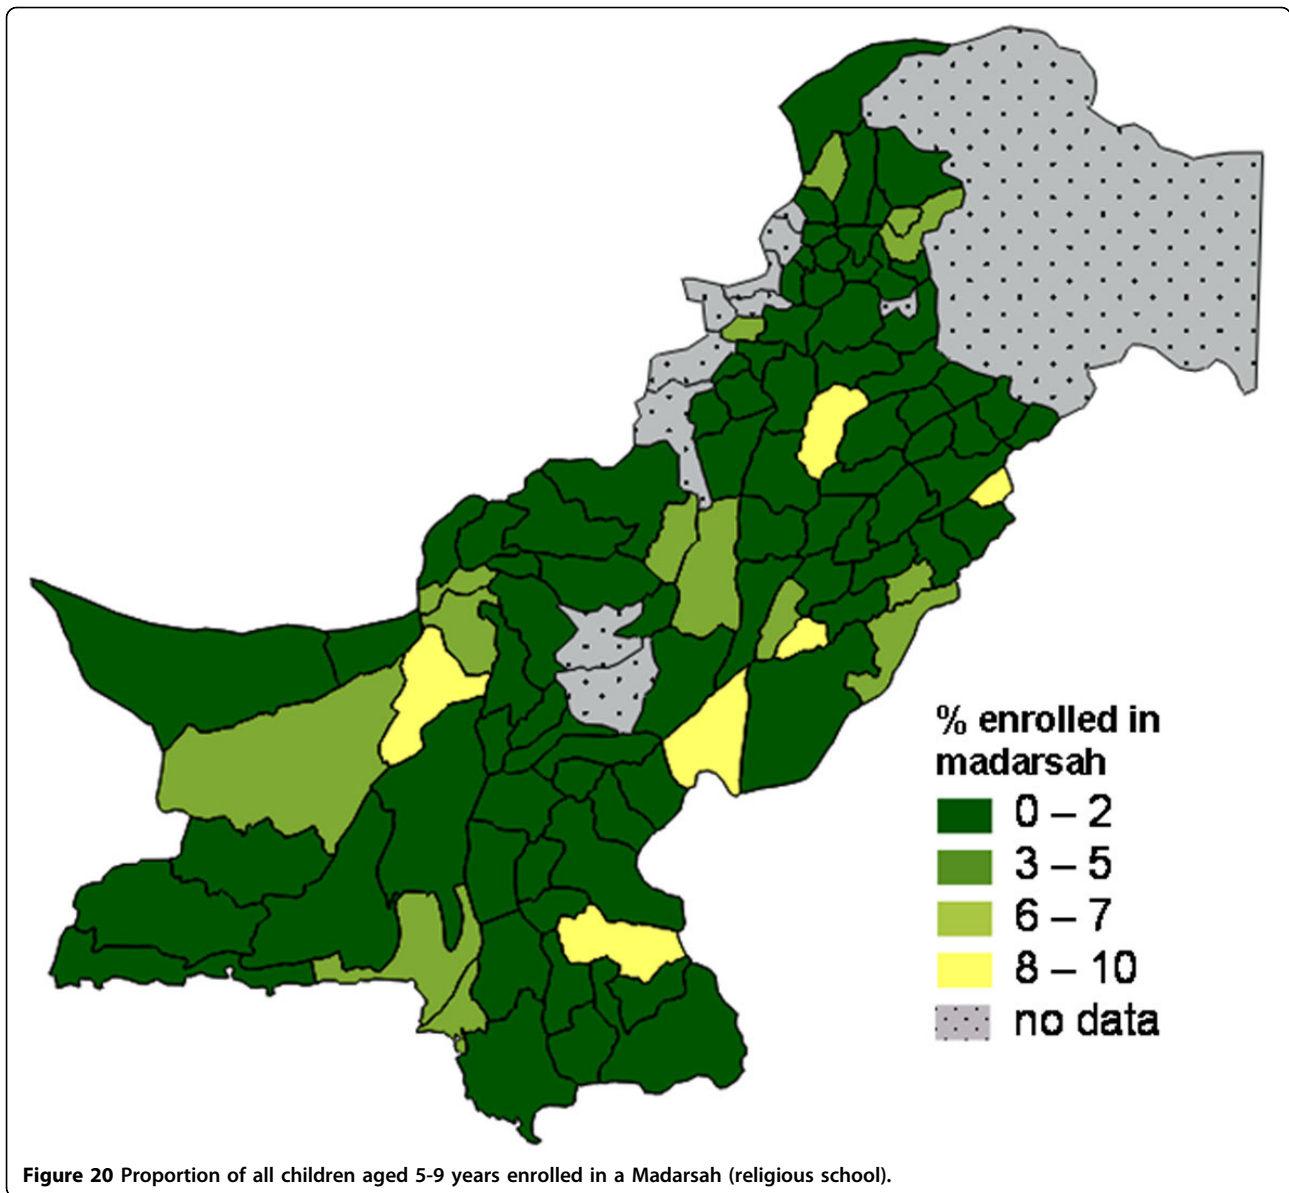 % enrolled in
madarsah
0 – 2
3 – 5
6 – 7
8 – 10
no data
Figure 20 Proportion of all children aged 5-9 years enrolled in a Madarsah (religious school).